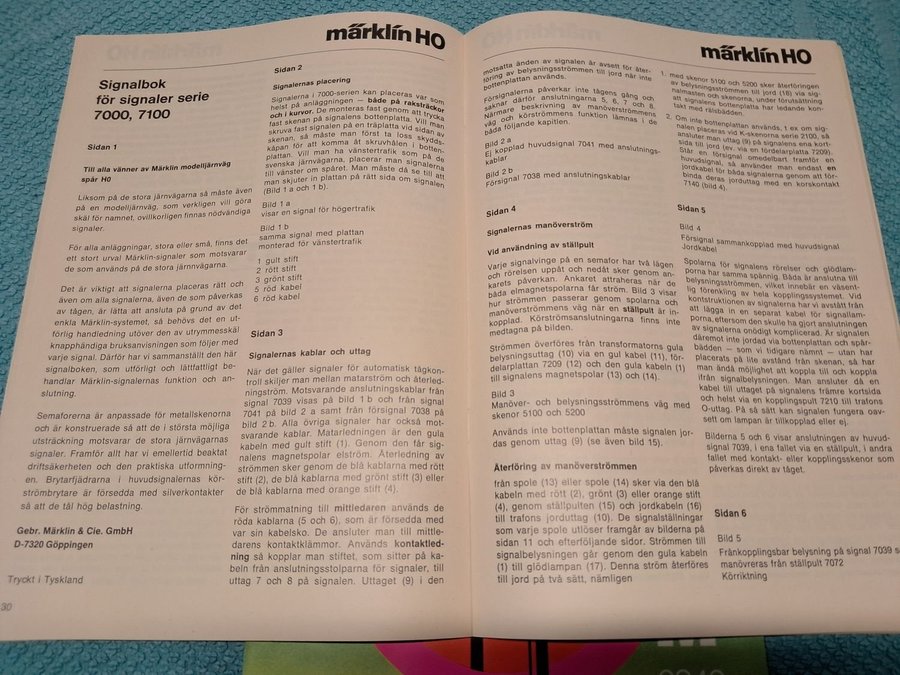 märklin HO
Signalbok
för signaler serie
7000, 7100
Sidan 1
Till alla vänner av Märklin modelljärnväg
spår H0
Liksom på de stora järnvägarna så måste även
på en modelljärnväg, som verkligen vill göra
skäl för namnet, ovillkorligen finnas nödvändiga
signaler.
För alla anläggningar, stora eller små, finns det
ett stort urval Märklin-signaler som motsvarar
de som används på de stora järnnvägarna.
Det är viktigt att signalerna placeras rätt och
även om alla signalerna, även de som påverkas
av tågen, är lätta att ansluta på grund av det
enkla Märklin-systemet, så behövs det en ut-
förlig handledning utöver den av utrymmesskäl
knapphändiga bruksanvisningen som följer med
varje signal. Därför har vi sammanställt den här
signalboken, som utförligt och lättfattligt be-
handlar Märklin-signalernas funktion och an-
slutning.
Semaforerna är anpassade för metallskenorna
och är konstruerade så att de i största möjliga
utsträckning motsvarar de stora järnvägarnas
signaler. Framför allt har vi emellertid beaktat
driftsäkerheten och den praktiska utformning-
en. Brytarfjädrarna i huvudsignalernas kör-
strömbrytare är försedda med silverkontakter
så att de tål hög belastning.
Gebr. Märklin & Cie. GmbH
D-7320 Göppingen
Tryckt i Tyskland
30
Sidan 2
Signalernas placering
Signalerna i 7000-serien kan placeras var som
helst på anläggningen – både på raksträckor
och i kurvor. De monteras fast genom att trycka
fast skenan på signalens bottenplatta. Vill man
skruva fast signalen på en träplatta vid sidan av
skenan, så måste man först ta loss skydds-
kåpan för att komma åt skruvhålen i botten-
plattan. Vill man ha vänstertrafik som på de
svenska järnvägarna, placerar man signalerna
till vänster om spåret. Man måste då se till att
man skjuter in plattan på rätt sida om signalen
(Bild 1 a och 1 b).
Bild 1 a
visar en signal för högertrafik
Bild 1 b
samma signal med plattan
monterad för vänstertrafik
1 gult stift
2 rött stift
3 grönt stift
5 röd kabel
6 röd kabel
Sidan 3
Signalernas kablar och uttag
När det gäller signaler för automatisk tågkon-
troll skiljer man mellan matarström och återled-
ningström. Motsvarande anslutningskablar från
signal 7039 visas på bild 1 b och från signal
7041 på bild 2 a samt från försignal 7038 på
bild 2 b. Alla övriga signaler har också mot-
svarande kablar. Matarledningen är den gula
kabeln med gult stift (1). Genom den får sig-
nalens magnetspolar elström. Återledning av
strömmen sker genom de blå kablarna med rött
stift (2), de blå kablarna med grönt stift (3) eller
de blå kablarna med orange stift (4).
För strömmatning till mittledaren används de
röda kablarna (5 och 6), som är försedda med
var sin kabelsko. De ansluter man till mittle-
darens kontaktklämmor. Används kontaktled-
ning så kopplar man stiftet, som sitter på ka-
beln från anslutningsstolparna för signaler, till
uttag 7 och 8 på signalen. Uttaget (9) i den
märklin HO
motsatta änden av signalen är avsett för åter-
föring av belysningsströmmen till jord när inte
bottenplattan används.
Försignalerna påverkar inte tågens gång och
saknar därför anslutningarna 5, 6, 7 och 8.
Närmare beskrivning av manöverströmmens
väg och körströmmens funktion lämnas i de
båda följande kapitlen.
Bild 2 a
Ej kopplad huvudsignal 7041 med anslutnings-
kablar
Bild 2 b
Försignal 7038 med anslutningskablar
Sidan 4
Signalernas manöverström
Vid användning av ställpult
Varje signalvinge på en semafor har två lägen
och rörelsen uppåt och nedåt sker genom an-
karets påverkan. Ankaret attraheras när de
båda elmagnetspolarna får ström. Bild 3 visar
hur strömmen passerar genom spolarna och
manöverströmmens väg när en ställpult är in-
kopplad. Körströmsanslutningarna finns inte
medtagna på bilden.
Strömmen överföres från transformatorns gula
belysningsuttag (10) via en gul kabel (11), för-
delarplattan 7209 (12) och den gula kabeln (1)
till signalens magnetspolar (13) och (14).
Bild 3
Manöver- och belysningsströmmens väg med
skenor 5100 och 5200
Används inte bottenplattan måste signalen jor-
das genom uttag (9) (se även bild 15).
Återföring av manöverströmmen
från spole (13) eller spole (14) sker via den blå
kabeln med rött (2), grönt (3) eller orange stift
(4), genom ställpulten (15) och jordkabeln (16)
till trafons jorduttag (10). De signalställningar
som varje spole utlöser framgår av bilderna på
sidan 11 och efterföljande sidor. Strömmen till
signalbelysningen går genom den gula kabeln
(1) till glödlampan (17). Denna ström återföres
till jord på två sätt, nämligen
1. med skenor 5100 och 5200 sker återföringen
av belysningsströmmen till jord (18) via sig-
nalmasten och skenorna, under förutsättning
att signalens bottenplatta har ledande kon-
takt med rälsbädden.
2. Om inte bottenplattan används, t ex om sig-
nalen placeras vid K-skenorna serie 2100, så
ansluter man uttag (9) på signalens ena kort-
sida till jord (ev. via en fördelarplatta 7209).
Står en försignal omedelbart framför en
huvudsignal, så använder man endast en
jordkabel för båda signalerna genom att för-
binda deras jorduttag med en korskontakt
7140 (bild 4).
Sidan 5
Bild 4
Försignal sammankopplad med huvudsignal
Jordkabel
Spolarna för signalens rörelser och glödlam-
porna har samma spänning. Båda är anslutna till
belysningsströmmen, vilket innebär en väsent-
lig förenkling av hela kopplingssystemet. Vid
kontruktionen av signalerna har vi avstått från
att lägga in en separat kabel för signallam-
porna, eftersom den skulle ha gjort anslutningen
av signalerna onödigt komplicerad. Är signalen
däremot inte jordad via bottenplattan och spår-
bädden – som vi tidigare nämnt – utan har
placerats på lite avstånd från skenan, så har
man ändå möjlighet att koppla till och koppla
ifrån signalbelysningen. Man ansluter då en
kabel till uttaget på signalens främre kortsida
och helst via en kopplingspult 7210 till trafons
O-uttag. På så sätt kan signalen fungera oav-
sett om lampan är tillkopplad eller ej.
Bilderna 5 och 6 visar anslutningen av huvud-
signal 7039, i ena fallet via en ställpult, i andra
fallet med kontakt- eller kopplingsskenor som
påverkas direkt av tåget.
Sidan 6
Bild 5
Frånkopplingsbar belysning på signal 7039 s
manövreras från ställpult 7072
Körriktning